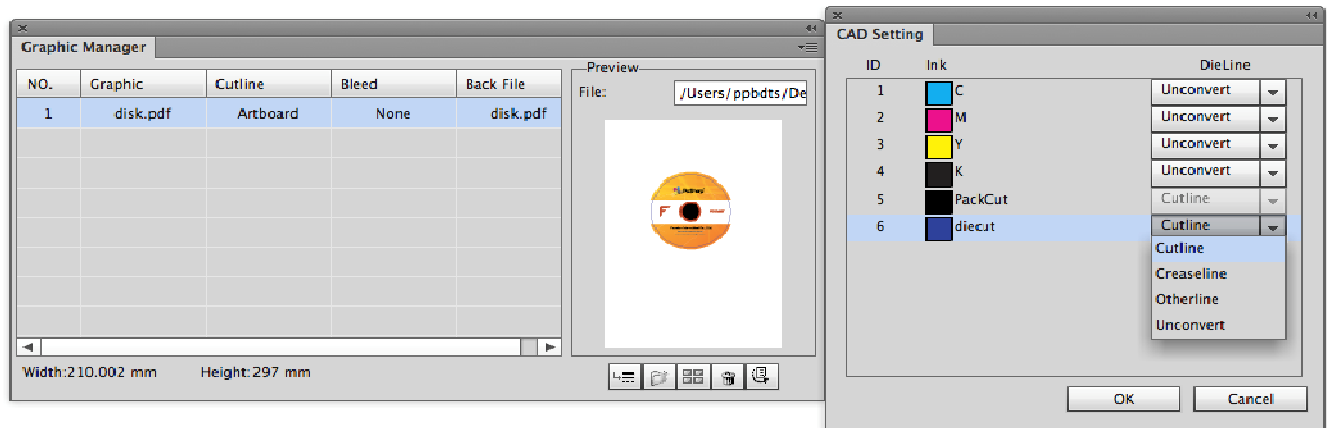 Graphic Manager
NO. Graphic Cutline Bleed Back File
1 disk.pdf Artboard None disk.pdf
Width:210.002 mm Height:297 mm
Preview
File: /Users/ppbdts/De
F
CAD Setting
ID Ink DieLine
1 C Unconvert
2 M Unconvert
3 Y Unconvert
4 K Unconvert
5 PackCut Cutline
6 diecut Cutline
Cutline
Creaseline
Otherline
Unconvert
OK Cancel